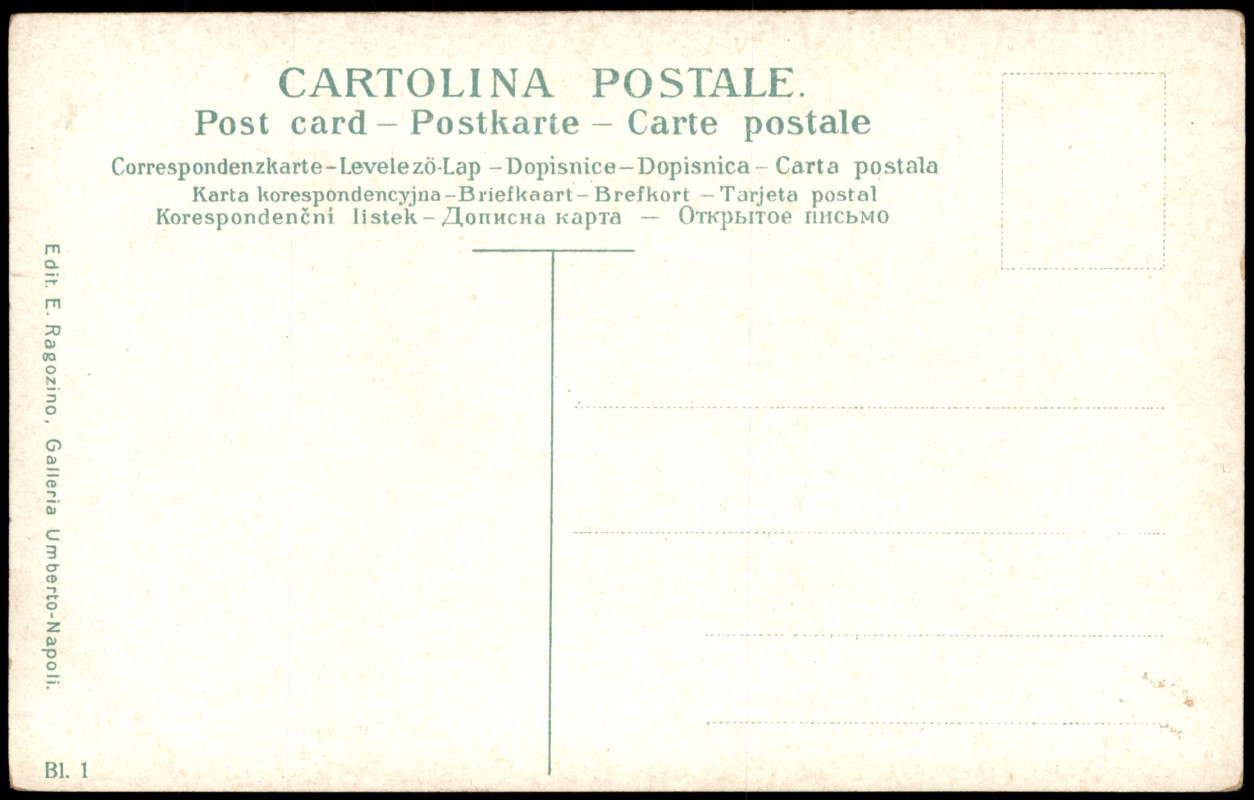 CARTOLINA POSTALE.
Post card – Postkarte – Carte postale
Correspondenzkarte – Levelező-Lap – Dopisnice – Dopisnica – Carta postala
Karta korespondencyjna – Briefkaart – Brefkort – Tarjeta postal
Korespondenční listek – Дописна карта — Открытое письмо
Edit. E. Ragozino, Galleria Umberto-Napoli.
Bl. 1